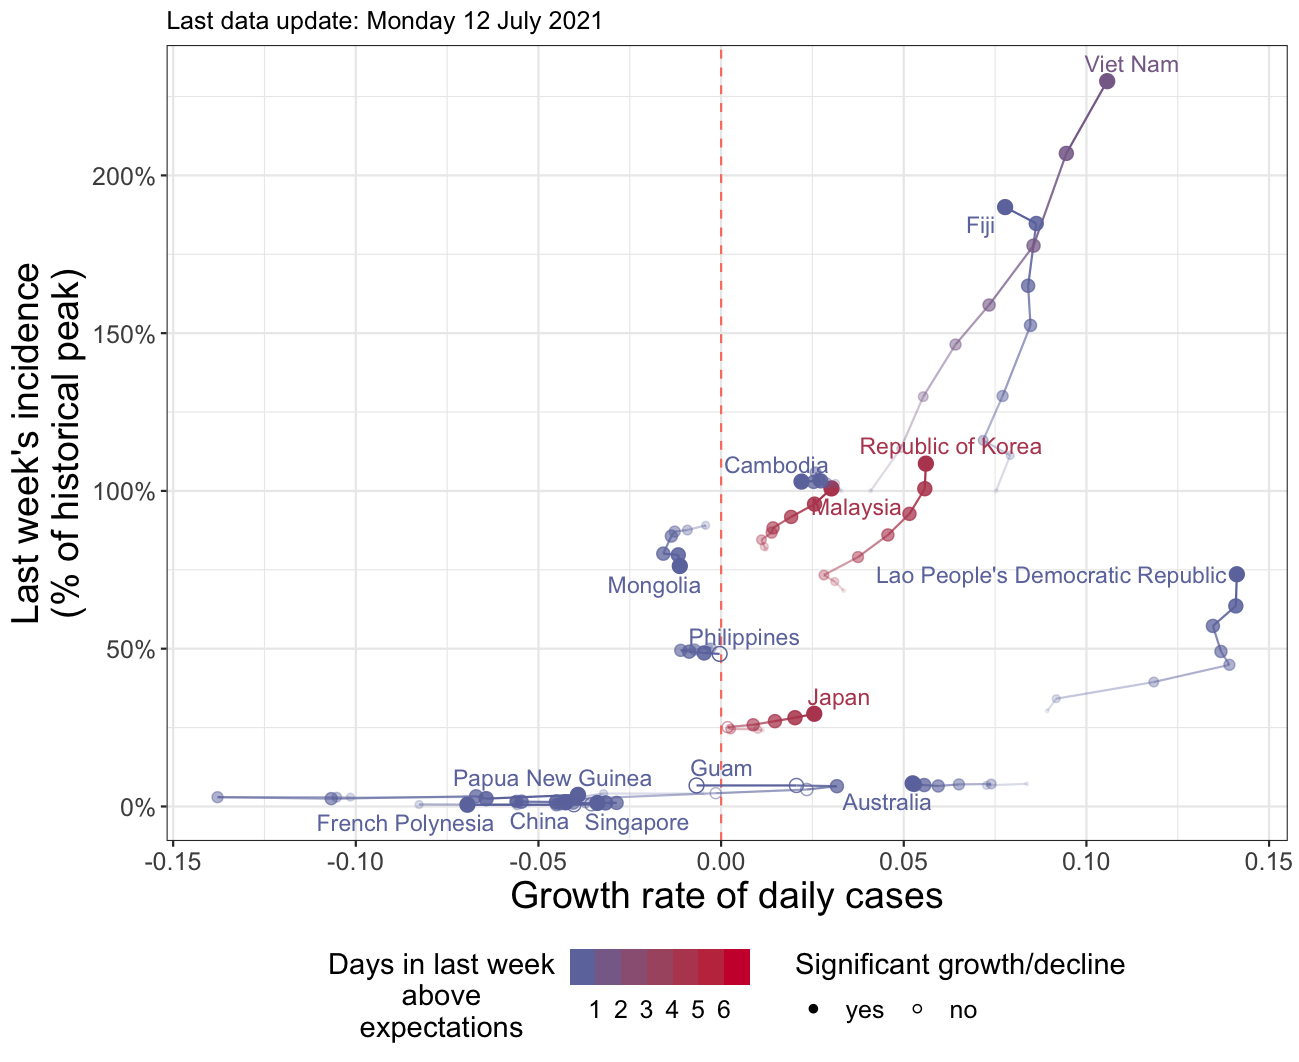 Last data update: Monday 12 July 2021
Last week's incidence
(% of historical peak)
200%
150%
100%
50%
0%
Viet Nam
Fiji
Republic of Korea
Cambodia
Malaysia
Mongolia
Lao People's Democratic Republic
Philippines
Japan
Guam
Papua New Guinea
Australia
French Polynesia
China
Singapore
-0.15
-0.10
-0.05
0.00
0.05
0.10
0.15
Growth rate of daily cases
Days in last week
above
expectations
1 2 3 4 5 6
Significant growth/decline
yes
no